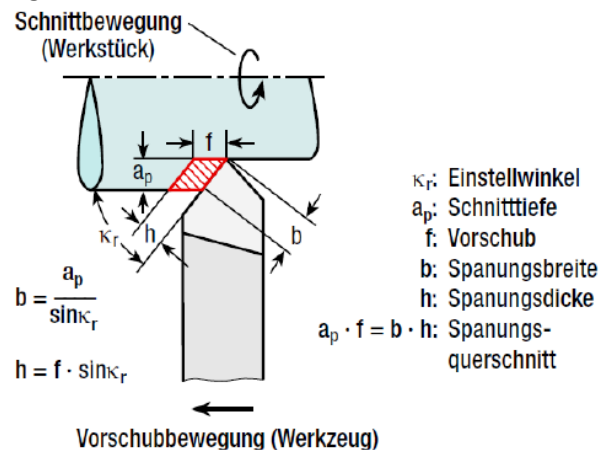 Schnittbewegung
(Werkstück)
f
aₚ
κᵣ
h
b
κᵣ: Einstellwinkel
aₚ: Schnitttiefe
f: Vorschub
b: Spanungsbreite
h: Spanungsdicke
aₚ · f = b · h: Spanungs-
querschnitt
b = aₚ / sinκᵣ
h = f · sinκᵣ
Vorschubbewegung (Werkzeug)